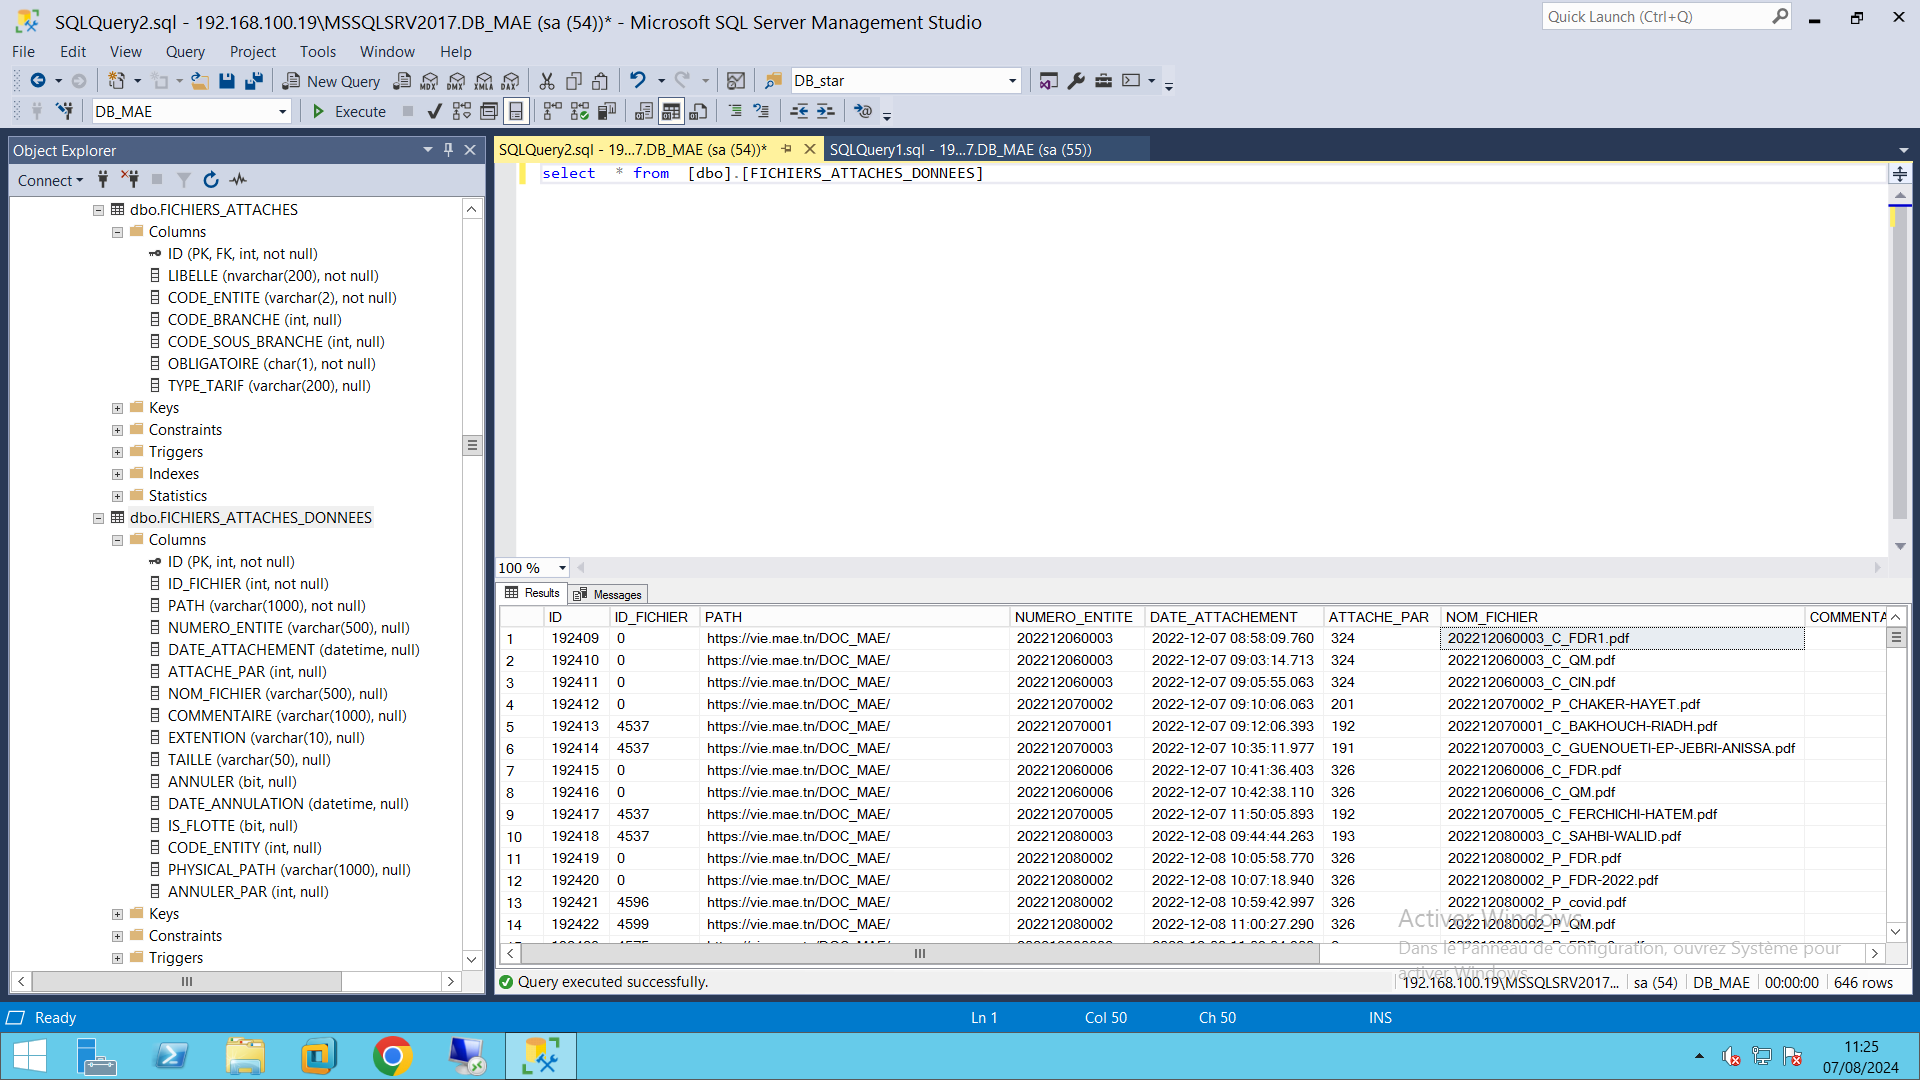 SQLQuery2.sql - 192.168.100.19\MSSQLSRV2017.DB_MAE (sa (54))* - Microsoft SQL Server Management Studio
Quick Launch (Ctrl+Q)
File Edit View Query Project Tools Window Help
New Query MDX DMX XMLA DAX DB_star
DB_MAE Execute
Object Explorer
Connect
dbo.FICHIERS_ATTACHES
Columns
ID (PK, FK, int, not null)
LIBELLE (nvarchar(200), not null)
CODE_ENTITE (varchar(2), not null)
CODE_BRANCHE (int, null)
CODE_SOUS_BRANCHE (int, null)
OBLIGATOIRE (char(1), not null)
TYPE_TARIF (varchar(200), null)
Keys
Constraints
Triggers
Indexes
Statistics
dbo.FICHIERS_ATTACHES_DONNEES
Columns
ID (PK, int, not null)
ID_FICHIER (int, not null)
PATH (varchar(1000), not null)
NUMERO_ENTITE (varchar(500), null)
DATE_ATTACHEMENT (datetime, null)
ATTACHE_PAR (int, null)
NOM_FICHIER (varchar(500), null)
COMMENTAIRE (varchar(1000), null)
EXTENTION (varchar(10), null)
TAILLE (varchar(50), null)
ANNULER (bit, null)
DATE_ANNULATION (datetime, null)
IS_FLOTTE (bit, null)
CODE_ENTITY (int, null)
PHYSICAL_PATH (varchar(1000), null)
ANNULER_PAR (int, null)
Keys
Constraints
Triggers
SQLQuery2.sql - 19...7.DB_MAE (sa (54))* SQLQuery1.sql - 19...7.DB_MAE (sa (55))
select * from [dbo].[FICHIERS_ATTACHES_DONNEES]
100 %
Results Messages
ID ID_FICHIER PATH NUMERO_ENTITE DATE_ATTACHEMENT ATTACHE_PAR NOM_FICHIER COMMENTA
1 192409 0 https://vie.mae.tn/DOC_MAE/ 202212060003 2022-12-07 08:58:09.760 324 202212060003_C_FDR1.pdf
2 192410 0 https://vie.mae.tn/DOC_MAE/ 202212060003 2022-12-07 09:03:14.713 324 202212060003_C_QM.pdf
3 192411 0 https://vie.mae.tn/DOC_MAE/ 202212060003 2022-12-07 09:05:55.063 324 202212060003_C_CIN.pdf
4 192412 0 https://vie.mae.tn/DOC_MAE/ 202212070002 2022-12-07 09:10:06.063 201 202212070002_P_CHAKER-HAYET.pdf
5 192413 4537 https://vie.mae.tn/DOC_MAE/ 202212070001 2022-12-07 09:12:06.393 192 202212070001_C_BAKHOUCH-RIADH.pdf
6 192414 4537 https://vie.mae.tn/DOC_MAE/ 202212070003 2022-12-07 10:35:11.977 191 202212070003_C_GUENOUETI-EP-JEBRI-ANISSA.pdf
7 192415 0 https://vie.mae.tn/DOC_MAE/ 202212060006 2022-12-07 10:41:36.403 326 202212060006_C_FDR.pdf
8 192416 0 https://vie.mae.tn/DOC_MAE/ 202212060006 2022-12-07 10:42:38.110 326 202212060006_C_QM.pdf
9 192417 4537 https://vie.mae.tn/DOC_MAE/ 202212070005 2022-12-07 11:50:05.893 192 202212070005_C_FERCHICHI-HATEM.pdf
10 192418 4537 https://vie.mae.tn/DOC_MAE/ 202212080003 2022-12-08 09:44:44.263 193 202212080003_C_SAHBI-WALID.pdf
11 192419 0 https://vie.mae.tn/DOC_MAE/ 202212080002 2022-12-08 10:05:58.770 326 202212080002_P_FDR.pdf
12 192420 0 https://vie.mae.tn/DOC_MAE/ 202212080002 2022-12-08 10:07:18.940 326 202212080002_P_FDR-2022.pdf
13 192421 4596 https://vie.mae.tn/DOC_MAE/ 202212080002 2022-12-08 10:59:42.997 326 202212080002_P_covid.pdf
14 192422 4599 https://vie.mae.tn/DOC_MAE/ 202212080002 2022-12-08 11:00:27.290 326 202212080002_P_QM.pdf
Activer Windows
Dans le Panneau de configuration, ouvrez Système pour
activer Windows.
Query executed successfully. 192.168.100.19\MSSQLSRV2017... sa (54) DB_MAE 00:00:00 646 rows
Ready Ln 1 Col 50 Ch 50 INS
11:25
07/08/2024